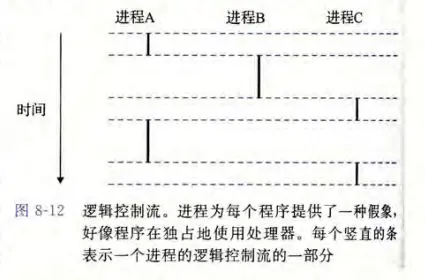 进程A 进程B 进程C
时间
图 8-12 逻辑控制流。进程为每个程序提供了一种假象,
好像程序在独占地使用处理器。每个竖直的条
表示一个进程的逻辑控制流的一部分